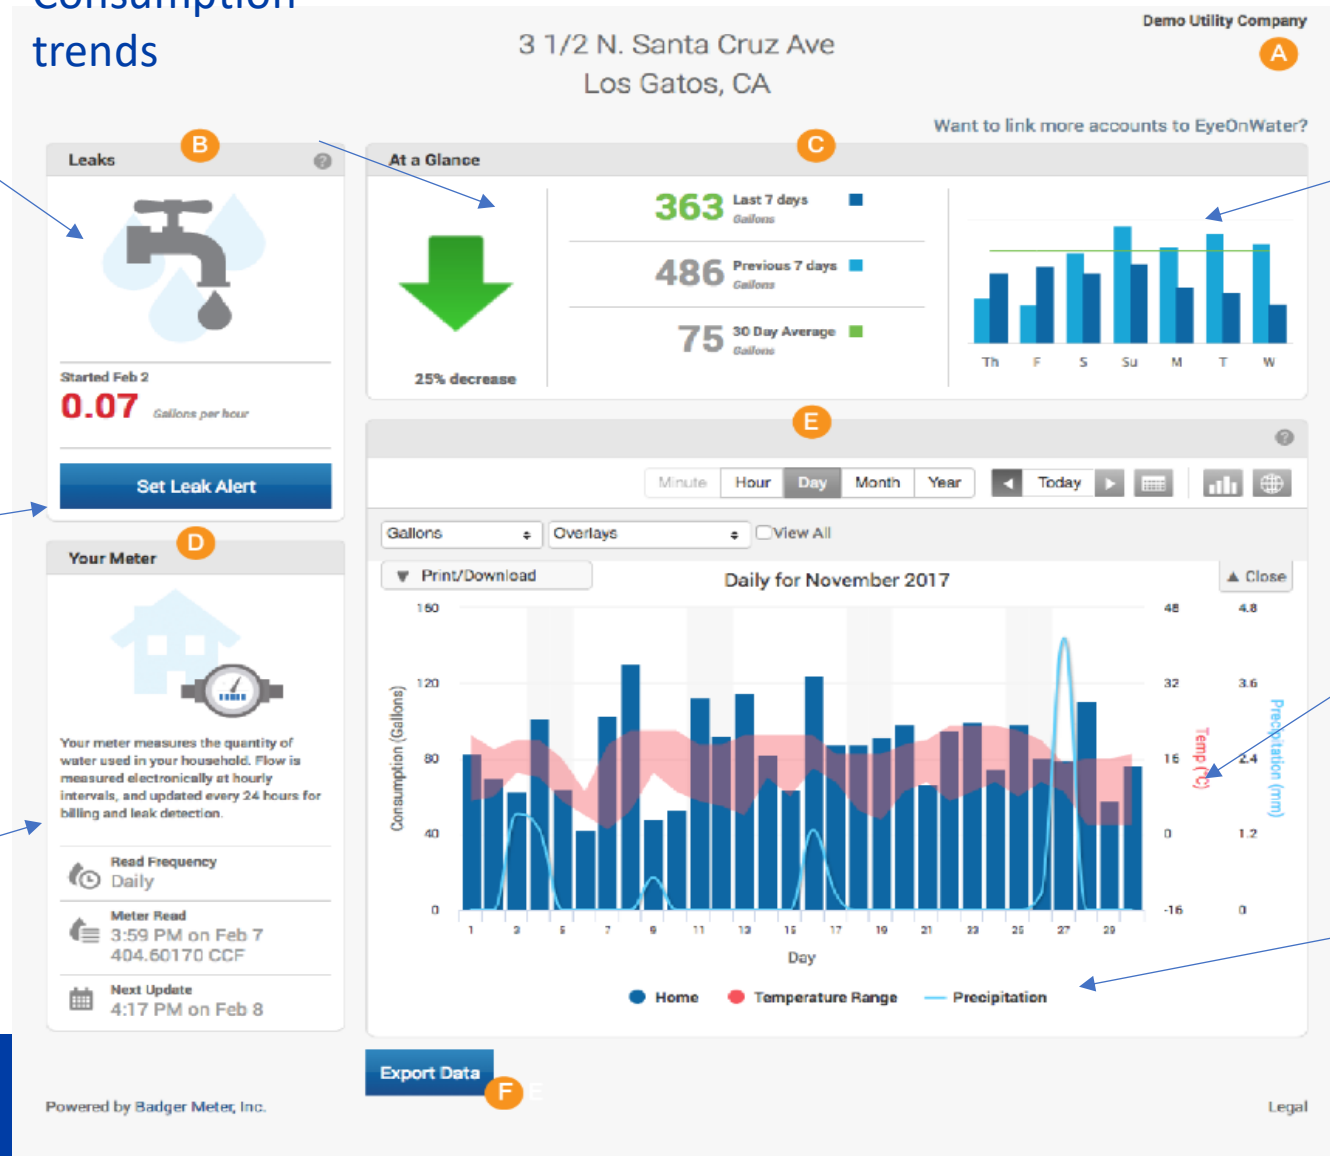 Consumption
trends
3 1/2 N. Santa Cruz Ave
Los Gatos, CA
Demo Utility Company
A
Want to link more accounts to EyeOnWater?
B
Leaks
?
Started Feb 2
0.07 Gallons per hour
Set Leak Alert
C
At a Glance
25% decrease
363 Last 7 days
Gallons
486 Previous 7 days
Gallons
75 30 Day Average
Gallons
Th F S Su M T W
D
Your Meter
Your meter measures the quantity of
water used in your household. Flow is
measured electronically at hourly
intervals, and updated every 24 hours for
billing and leak detection.
Read Frequency
Daily
Meter Read
3:59 PM on Feb 7
404.60170 CCF
Next Update
4:17 PM on Feb 8
E
?
Minute Hour Day Month Year Today
Gallons Overlays View All
Print/Download
Daily for November 2017
Close
160 48 4.8
120 32 3.6
80 16 2.4
40 0 1.2
0 -16 0
Consumption (Gallons)
Temp (°C)
Precipitation (mm)
1 3 5 7 9 11 13 15 17 19 21 23 25 27 29
Day
Home Temperature Range Precipitation
Export Data
F E
Powered by Badger Meter, Inc.
Legal